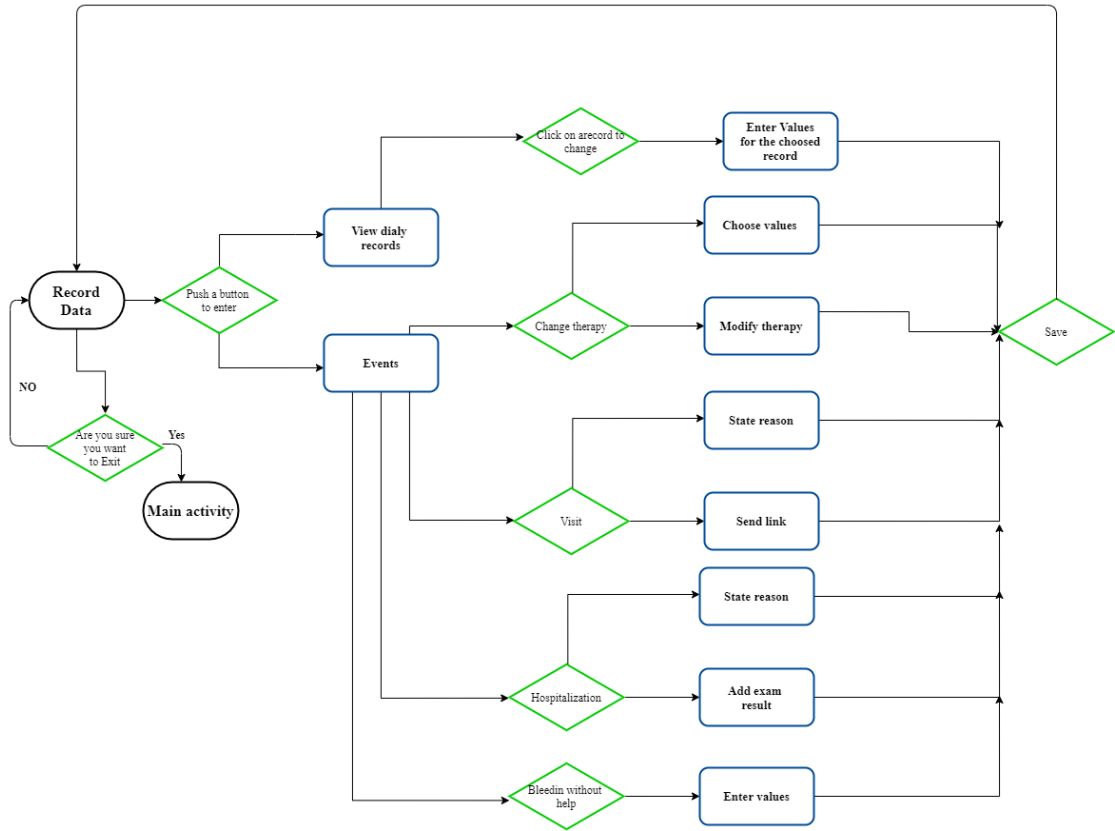 Click on arecord to
change
Enter Values
for the choosed
record
View dialy
records
Choose values
Record
Data
Push a button
to enter
Change therapy
Modify therapy
Save
Events
NO
Are you sure
you want
to Exit
Yes
State reason
Main activity
Visit
Send link
State reason
Hospitalization
Add exam
result
Bleedin without
help
Enter values